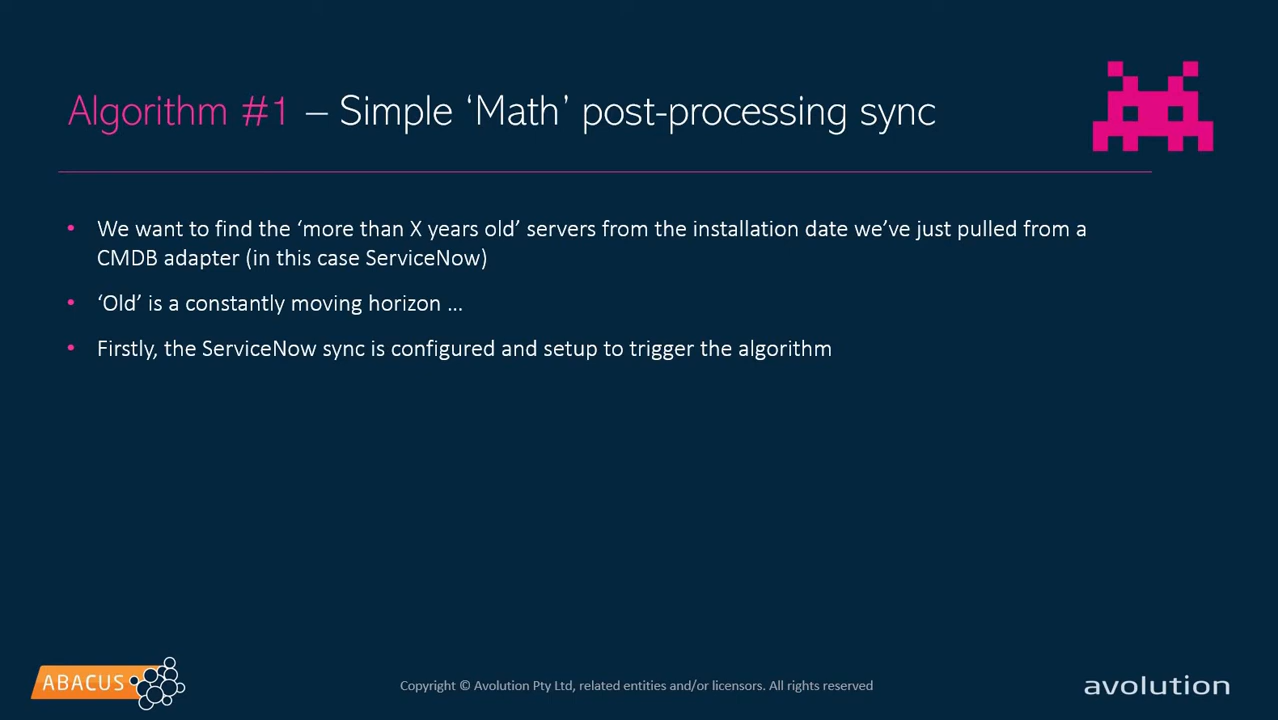 Algorithm #1 – Simple ‘Math’ post-processing sync
• We want to find the ‘more than X years old’ servers from the installation date we’ve just pulled from a
CMDB adapter (in this case ServiceNow)
• ‘Old’ is a constantly moving horizon ...
• Firstly, the ServiceNow sync is configured and setup to trigger the algorithm
ABACUS
Copyright © Avolution Pty Ltd, related entities and/or licensors. All rights reserved
avolution